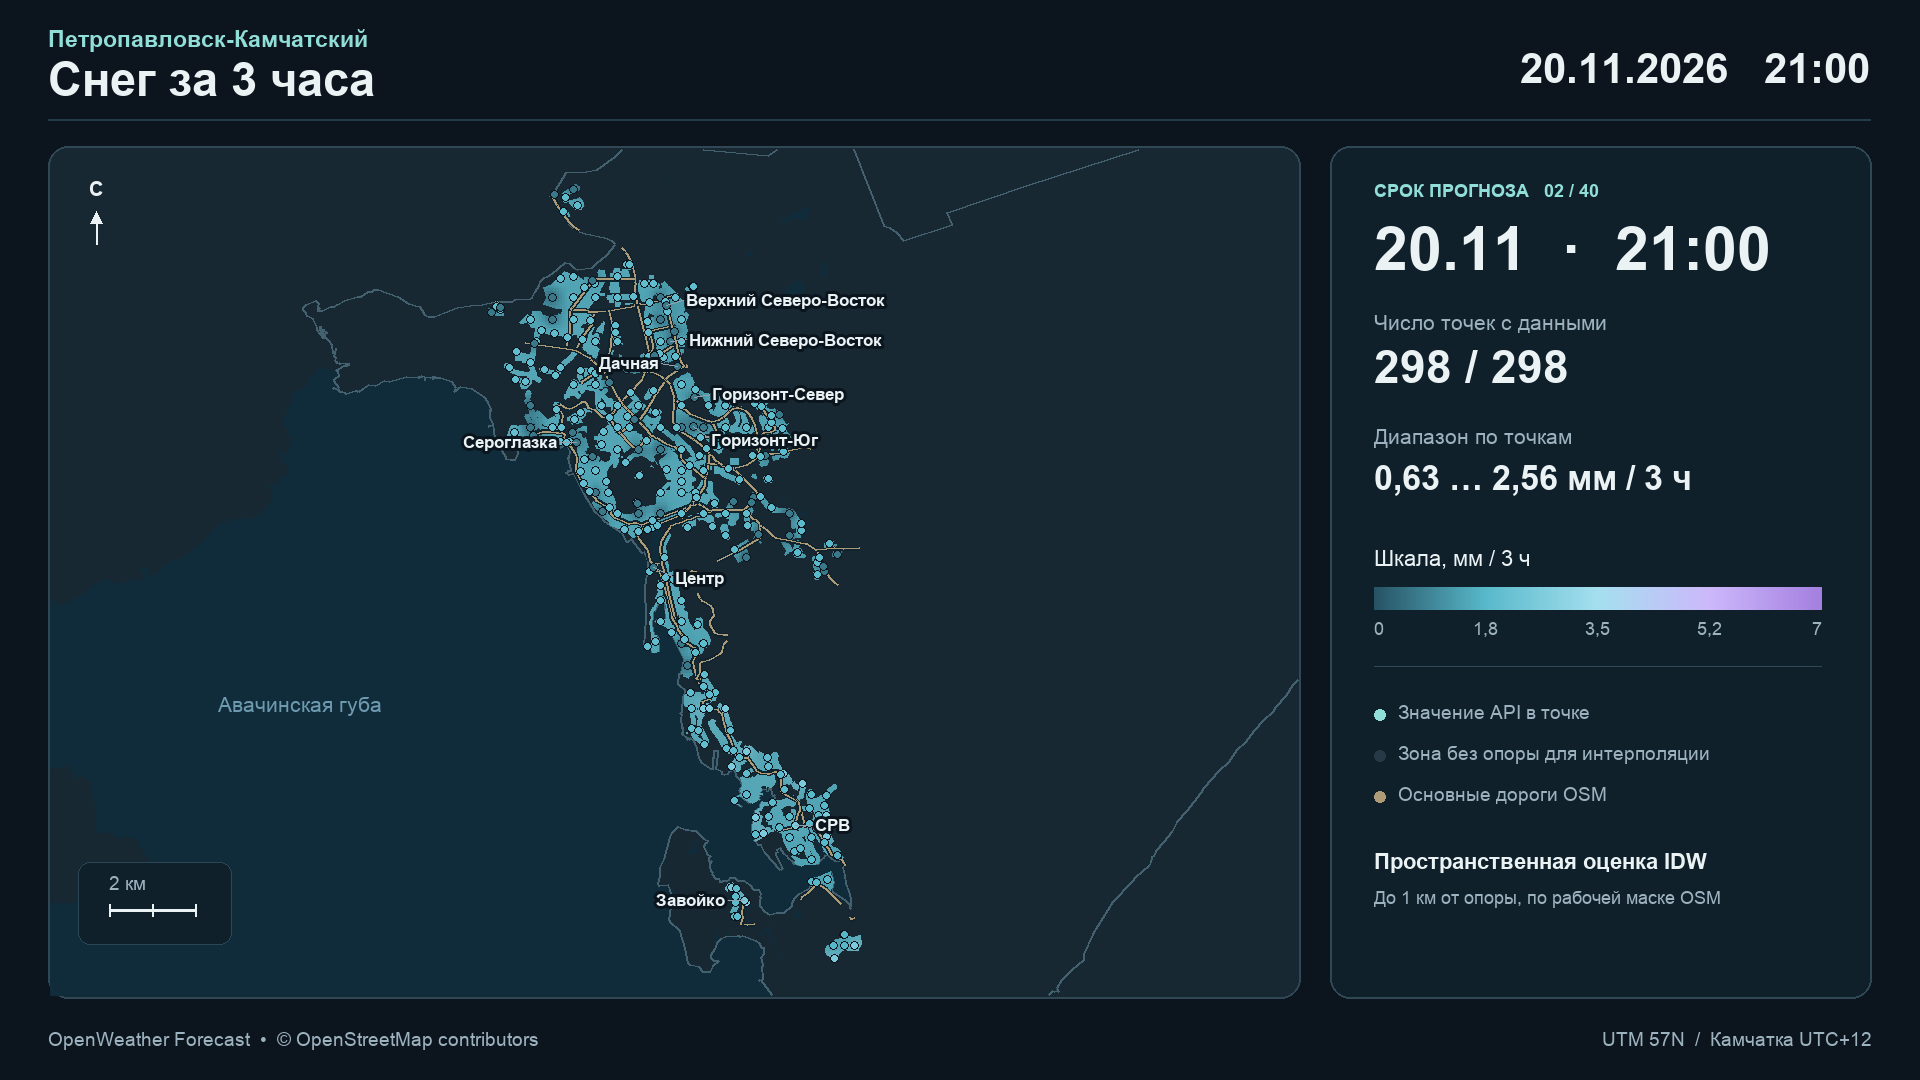 Петропавловск-Камчатский
Снег за 3 часа
20.11.2026 21:00
С
Верхний Северо-Восток
Нижний Северо-Восток
Дачная
Горизонт-Север
Горизонт-Юг
Сероглазка
Центр
Авачинская губа
СРВ
Завойко
2 км
СРОК ПРОГНОЗА 02 / 40
20.11 · 21:00
Число точек с данными
298 / 298
Диапазон по точкам
0,63 … 2,56 мм / 3 ч
Шкала, мм / 3 ч
0 1,8 3,5 5,2 7
Значение API в точке
Зона без опоры для интерполяции
Основные дороги OSM
Пространственная оценка IDW
До 1 км от опоры, по рабочей маске OSM
OpenWeather Forecast • © OpenStreetMap contributors
UTM 57N / Камчатка UTC+12